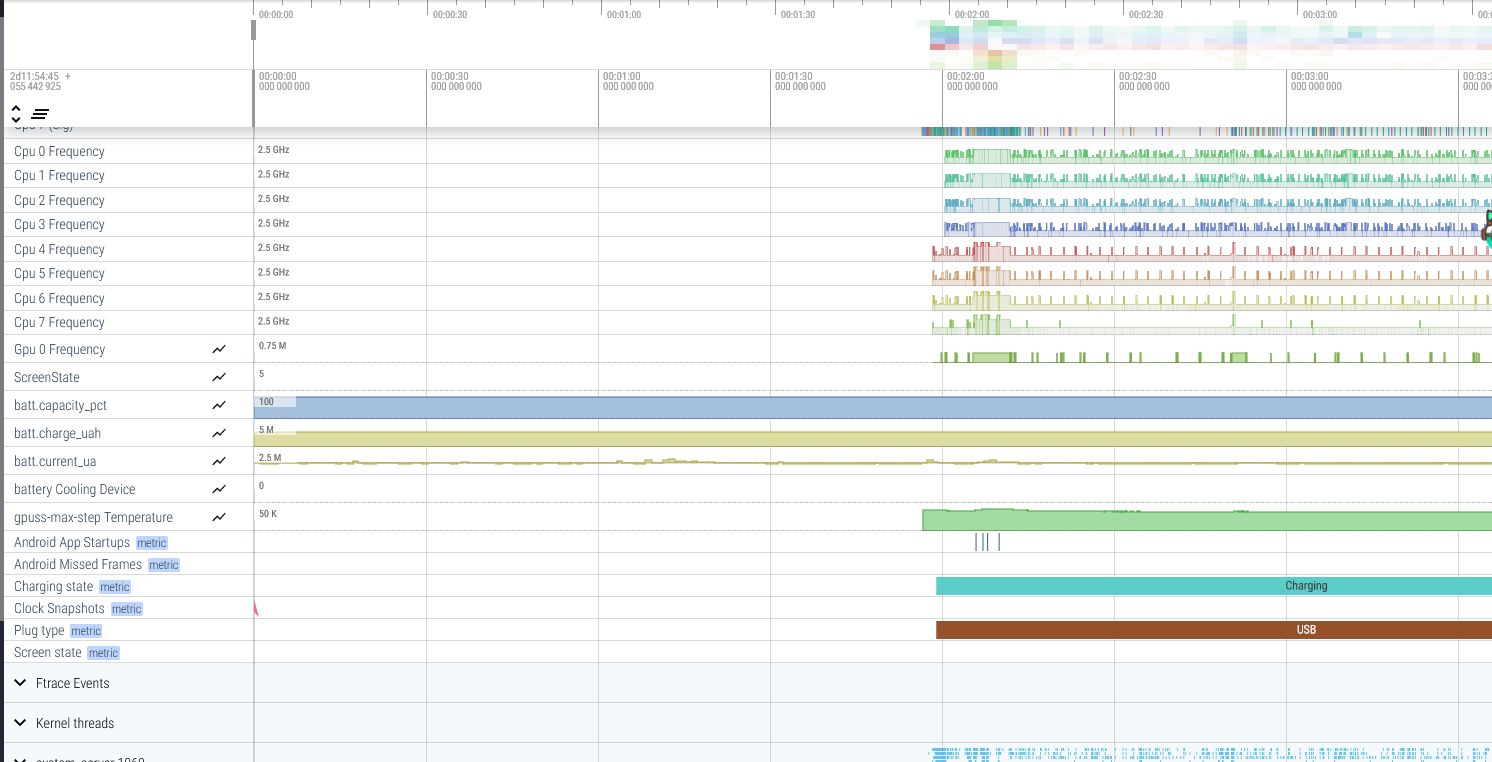 00:00:00 00:00:30 00:01:00 00:01:30 00:02:00 00:02:30 00:03:00
2d11:54:45 +
055 442 925
00:00:00 00:00:30 00:01:00 00:01:30 00:02:00 00:02:30 00:03:00 00:03:3
000 000 000 000 000 000 000 000 000 000 000 000 000 000 000 000 000 000 000 000 000 000
Cpu 0 Frequency 2.5 GHz
Cpu 1 Frequency 2.5 GHz
Cpu 2 Frequency 2.5 GHz
Cpu 3 Frequency 2.5 GHz
Cpu 4 Frequency 2.5 GHz
Cpu 5 Frequency 2.5 GHz
Cpu 6 Frequency 2.5 GHz
Cpu 7 Frequency 2.5 GHz
Gpu 0 Frequency 0.75 M
ScreenState 5
batt.capacity_pct 100
batt.charge_uah 5 M
batt.current_ua 2.5 M
battery Cooling Device 0
gpuss-max-step Temperature 50 K
Android App Startups metric
Android Missed Frames metric
Charging state metric Charging
Clock Snapshots metric
Plug type metric USB
Screen state metric
Ftrace Events
Kernel threads